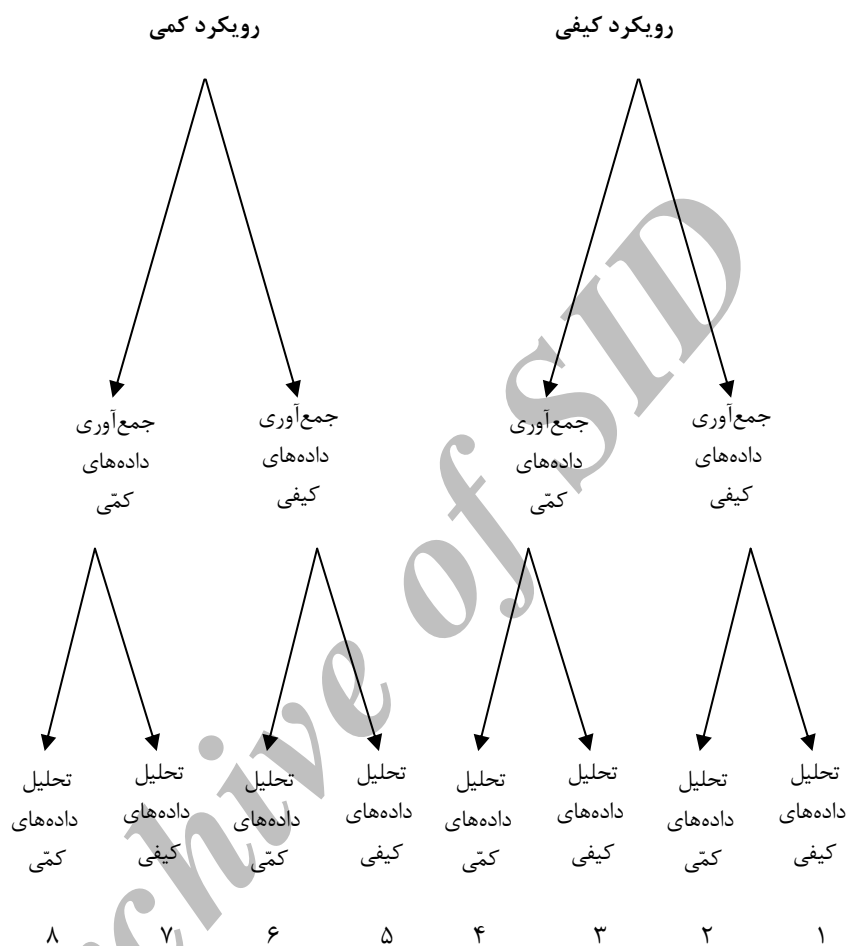 رویکرد کیفی
رویکرد کمی
جمع‌آوری
داده‌های
کیفی
جمع‌آوری
داده‌های
کمّی
جمع‌آوری
داده‌های
کیفی
جمع‌آوری
داده‌های
کمّی
تحلیل
داده‌های
کیفی
تحلیل
داده‌های
کمّی
تحلیل
داده‌های
کیفی
تحلیل
داده‌های
کمّی
تحلیل
داده‌های
کیفی
تحلیل
داده‌های
کمّی
تحلیل
داده‌های
کیفی
تحلیل
داده‌های
کمّی
۱ ۲ ۳ ۴ ۵ ۶ ۷ ۸
chive of SID